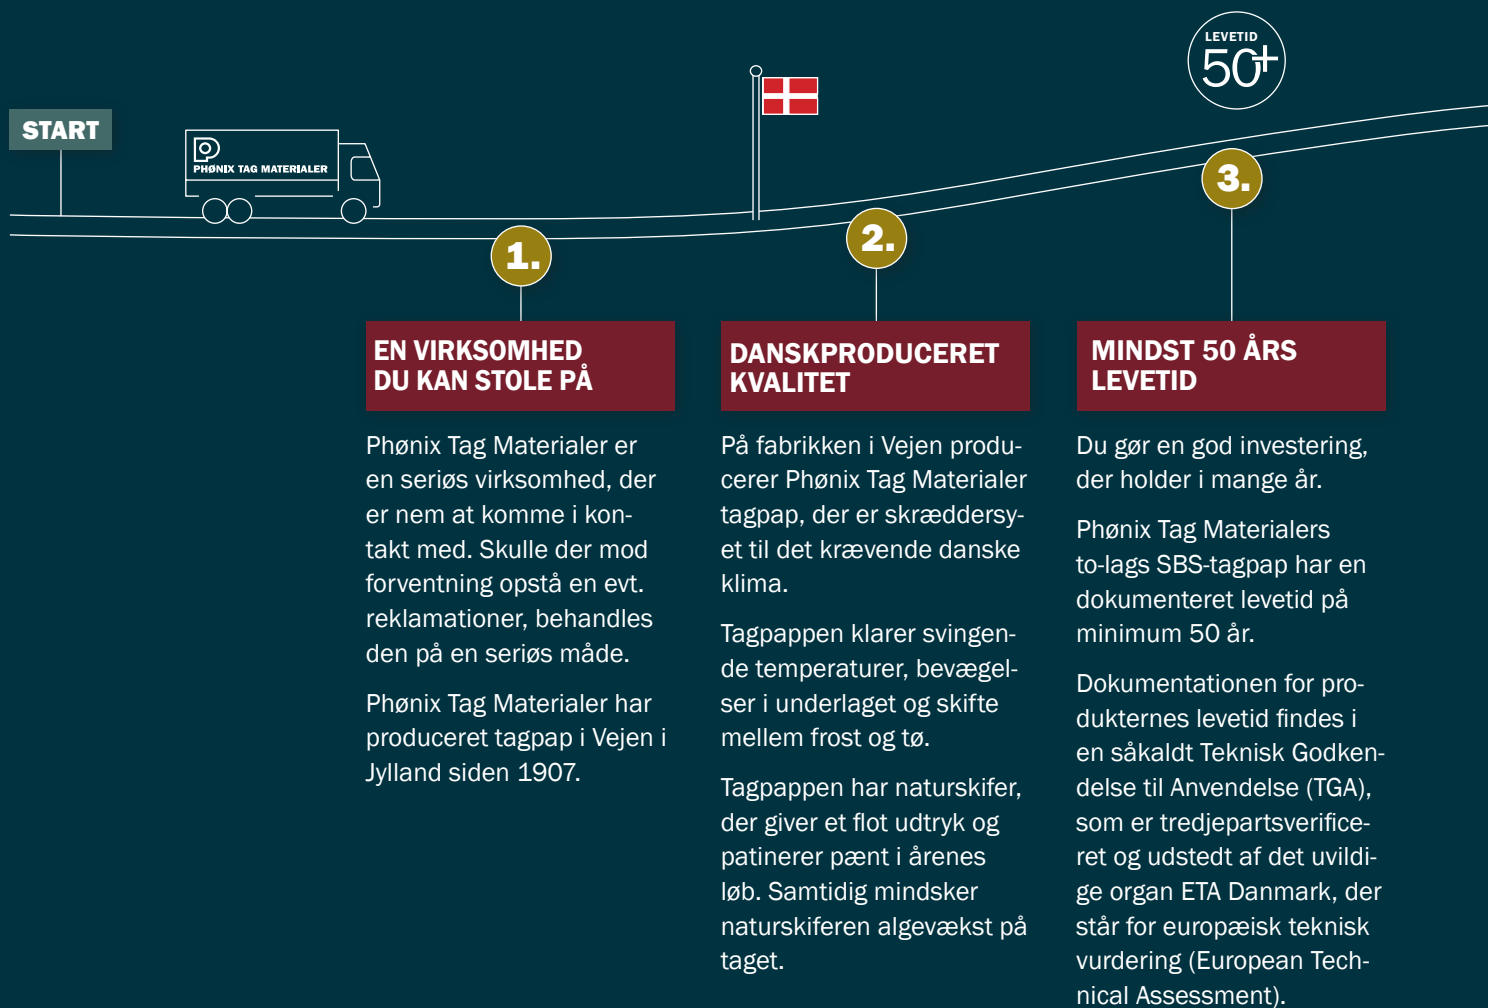 LEVETID
50+
START
PHØNIX TAG MATERIALER
1.
2.
3.
EN VIRKSOMHED
DU KAN STOLE PÅ
Phønix Tag Materialer er
en seriøs virksomhed, der
er nem at komme i kon-
takt med. Skulle der mod
forventning opstå en evt.
reklamationer, behandles
den på en seriøs måde.
Phønix Tag Materialer har
produceret tagpap i Vejen i
Jylland siden 1907.
DANSKPRODUCERET
KVALITET
På fabrikken i Vejen produ-
cerer Phønix Tag Materialer
tagpap, der er skræddersy-
et til det krævende danske
klima.
Tagpappen klarer svingen-
de temperaturer, bevægel-
ser i underlaget og skifte
mellem frost og tø.
Tagpappen har naturskifer,
der giver et flot udtryk og
patinerer pænt i årenes
løb. Samtidig mindsker
naturskiferen algevækst på
taget.
MINDST 50 ÅRS
LEVETID
Du gør en god investering,
der holder i mange år.
Phønix Tag Materialers
to-lags SBS-tagpap har en
dokumenteret levetid på
minimum 50 år.
Dokumentationen for pro-
dukternes levetid findes i
en såkaldt Teknisk Godken-
delse til Anvendelse (TGA),
som er tredjepartsverifice-
ret og udstedt af det uvildi-
ge organ ETA Danmark, der
står for europæisk teknisk
vurdering (European Tech-
nical Assessment).